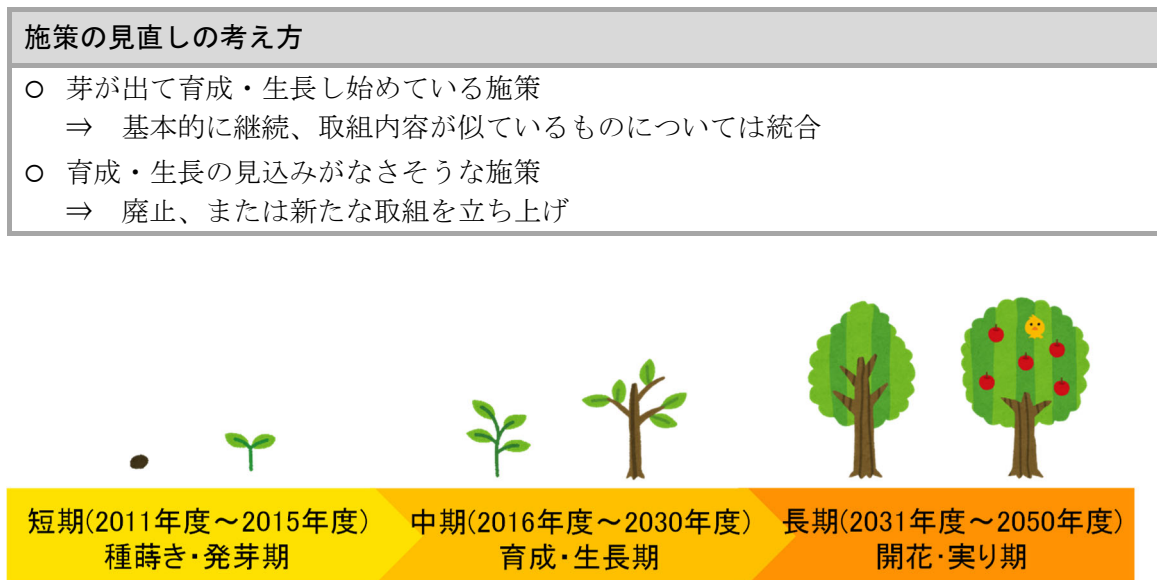 施策の見直しの考え方
○ 芽が出て育成・生長し始めている施策
⇒ 基本的に継続、取組内容が似ているものについては統合
○ 育成・生長の見込みがなさそうな施策
⇒ 廃止、または新たな取組を立ち上げ
短期(2011年度～2015年度)
種蒔き・発芽期
中期(2016年度～2030年度)
育成・生長期
長期(2031年度～2050年度)
開花・実り期